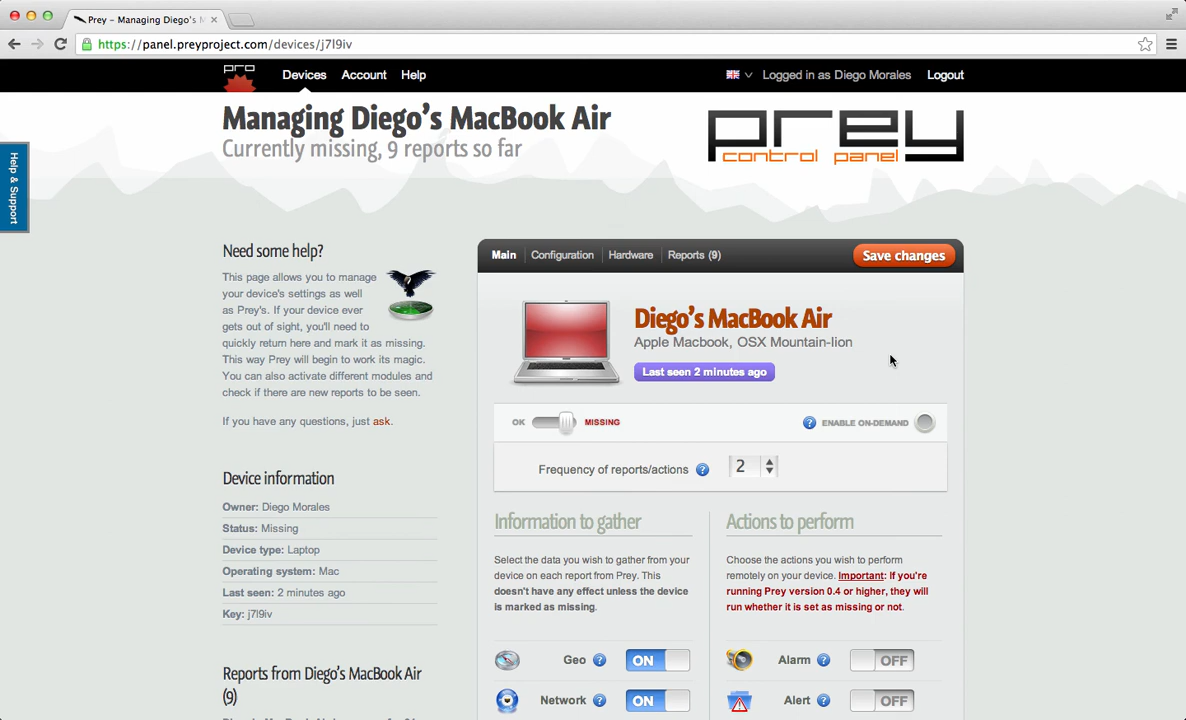 Prey – Managing Diego's M
https://panel.preyproject.com/devices/j7l9iv
pro
Devices
Account
Help
Logged in as Diego Morales
Logout
Managing Diego's MacBook Air
Currently missing, 9 reports so far
prey
control panel
Help & Support
Need some help?
This page allows you to manage
your device's settings as well
as Prey's. If your device ever
gets out of sight, you'll need to
quickly return here and mark it as missing.
This way Prey will begin to work its magic.
You can also activate different modules and
check if there are new reports to be seen.
If you have any questions, just ask.
Device information
Owner: Diego Morales
Status: Missing
Device type: Laptop
Operating system: Mac
Last seen: 2 minutes ago
Key: j7l9iv
Reports from Diego's MacBook Air
(9)
Main
Configuration
Hardware
Reports (9)
Save changes
Diego's MacBook Air
Apple Macbook, OSX Mountain-lion
Last seen 2 minutes ago
OK
MISSING
? ENABLE ON-DEMAND
Frequency of reports/actions ? 2
Information to gather
Select the data you wish to gather from your
device on each report from Prey. This
doesn't have any effect unless the device
is marked as missing.
Geo ? ON
Network ? ON
Actions to perform
Choose the actions you wish to perform
remotely on your device. Important: If you're
running Prey version 0.4 or higher, they will
run whether it is set as missing or not.
Alarm ? OFF
Alert ? OFF